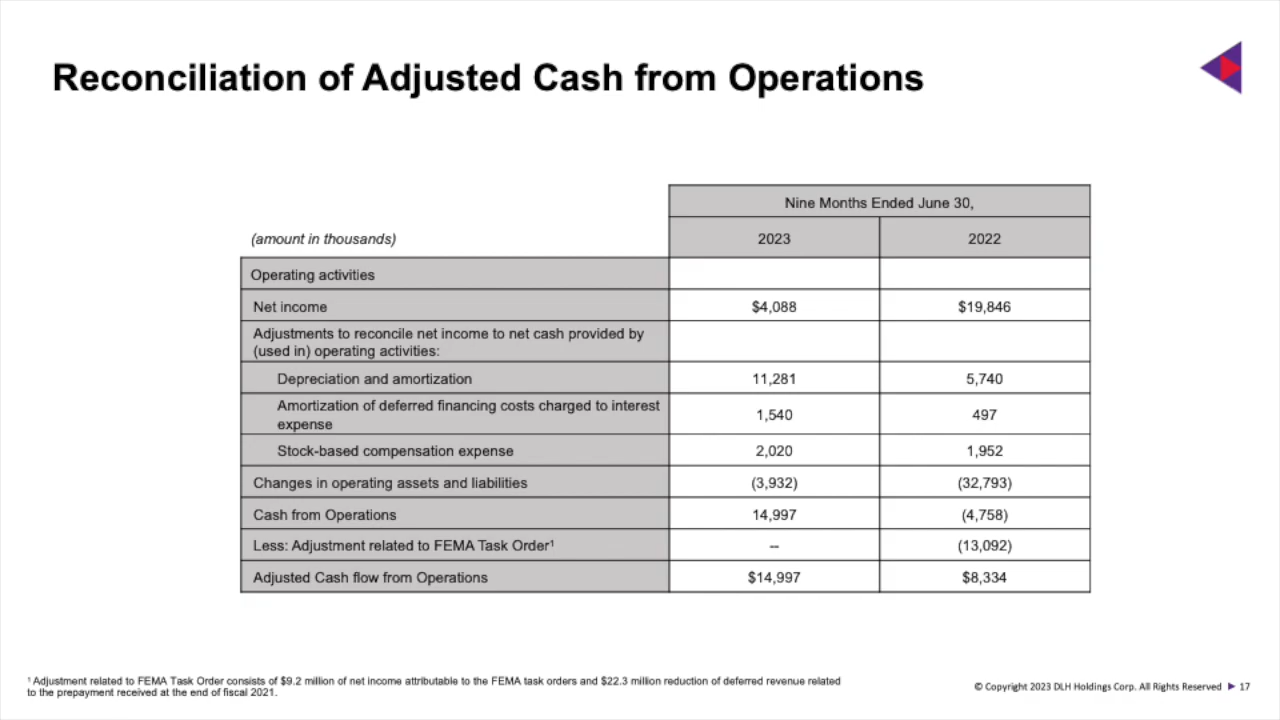 Reconciliation of Adjusted Cash from Operations
Nine Months Ended June 30,
(amount in thousands) 2023 2022
Operating activities
Net income $4,088 $19,846
Adjustments to reconcile net income to net cash provided by
(used in) operating activities:
Depreciation and amortization 11,281 5,740
Amortization of deferred financing costs charged to interest
expense 1,540 497
Stock-based compensation expense 2,020 1,952
Changes in operating assets and liabilities (3,932) (32,793)
Cash from Operations 14,997 (4,758)
Less: Adjustment related to FEMA Task Order¹ -- (13,092)
Adjusted Cash flow from Operations $14,997 $8,334
¹ Adjustment related to FEMA Task Order consists of $9.2 million of net income attributable to the FEMA task orders and $22.3 million reduction of deferred revenue related
to the prepayment received at the end of fiscal 2021.
© Copyright 2023 DLH Holdings Corp. All Rights Reserved ▶ 17